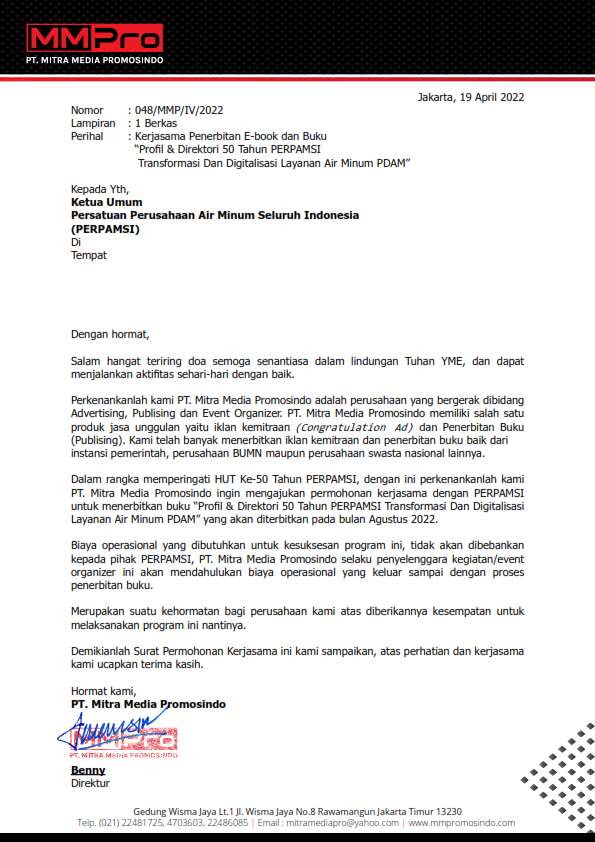 MMPro
PT. MITRA MEDIA PROMOSINDO
Jakarta, 19 April 2022
Nomor : 048/MMP/IV/2022
Lampiran : 1 Berkas
Perihal : Kerjasama Penerbitan E-book dan Buku
“Profil & Direktori 50 Tahun PERPAMSI
Transformasi Dan Digitalisasi Layanan Air Minum PDAM”
Kepada Yth,
Ketua Umum
Persatuan Perusahaan Air Minum Seluruh Indonesia
(PERPAMSI)
Di
Tempat
Dengan hormat,
Salam hangat teriring doa semoga senantiasa dalam lindungan Tuhan YME, dan dapat
menjalankan aktifitas sehari-hari dengan baik.
Perkenankanlah kami PT. Mitra Media Promosindo adalah perusahaan yang bergerak dibidang
Advertising, Publising dan Event Organizer. PT. Mitra Media Promosindo memiliki salah satu
produk jasa unggulan yaitu iklan kemitraan (Congratulation Ad) dan Penerbitan Buku
(Publising). Kami telah banyak menerbitkan iklan kemitraan dan penerbitan buku baik dari
instansi pemerintah, perusahaan BUMN maupun perusahaan swasta nasional lainnya.
Dalam rangka memperingati HUT Ke-50 Tahun PERPAMSI, dengan ini perkenankanlah kami
PT. Mitra Media Promosindo ingin mengajukan permohonan kerjasama dengan PERPAMSI
untuk menerbitkan buku “Profil & Direktori 50 Tahun PERPAMSI Transformasi Dan Digitalisasi
Layanan Air Minum PDAM” yang akan diterbitkan pada bulan Agustus 2022.
Biaya operasional yang dibutuhkan untuk kesuksesan program ini, tidak akan dibebankan
kepada pihak PERPAMSI, PT. Mitra Media Promosindo selaku penyelenggara kegiatan/event
organizer ini akan mendahulukan biaya operasional yang keluar sampai dengan proses
penerbitan buku.
Merupakan suatu kehormatan bagi perusahaan kami atas diberikannya kesempatan untuk
melaksanakan program ini nantinya.
Demikianlah Surat Permohonan Kerjasama ini kami sampaikan, atas perhatian dan kerjasama
kami ucapkan terima kasih.
Hormat kami,
PT. Mitra Media Promosindo
MMPro
PT. MITRA MEDIA PROMOSINDO
Benny
Direktur
Gedung Wisma Jaya Lt.1 Jl. Wisma Jaya No.8 Rawamangun Jakarta Timur 13230
Telp. (021) 22481725, 4703603, 22486085 | Email : mitramediapro@yahoo.com | www.mmpromosindo.com